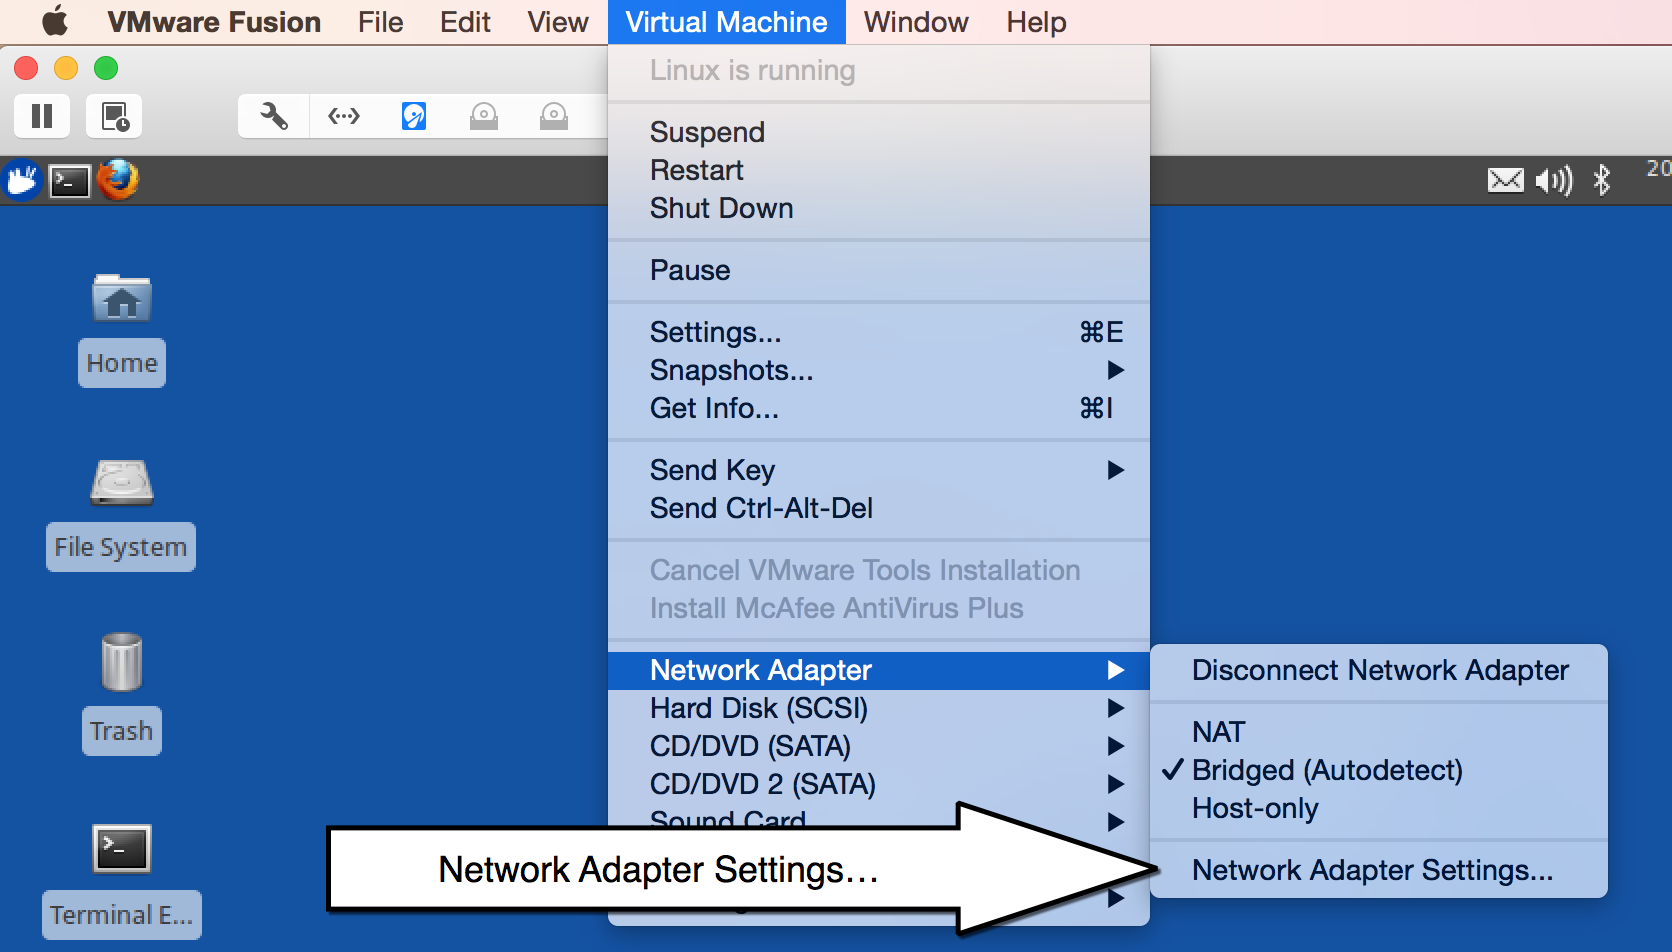 VMware Fusion File Edit View Virtual Machine Window Help
Linux is running
20
Suspend
Restart
Shut Down
Pause
Settings... ⌘E
Snapshots...
Get Info... ⌘I
Send Key
Send Ctrl-Alt-Del
Cancel VMware Tools Installation
Install McAfee AntiVirus Plus
Network Adapter
Hard Disk (SCSI)
CD/DVD (SATA)
CD/DVD 2 (SATA)
Sound Card
Disconnect Network Adapter
NAT
✓ Bridged (Autodetect)
Host-only
Network Adapter Settings...
Network Adapter Settings...
Home
File System
Trash
Terminal E...